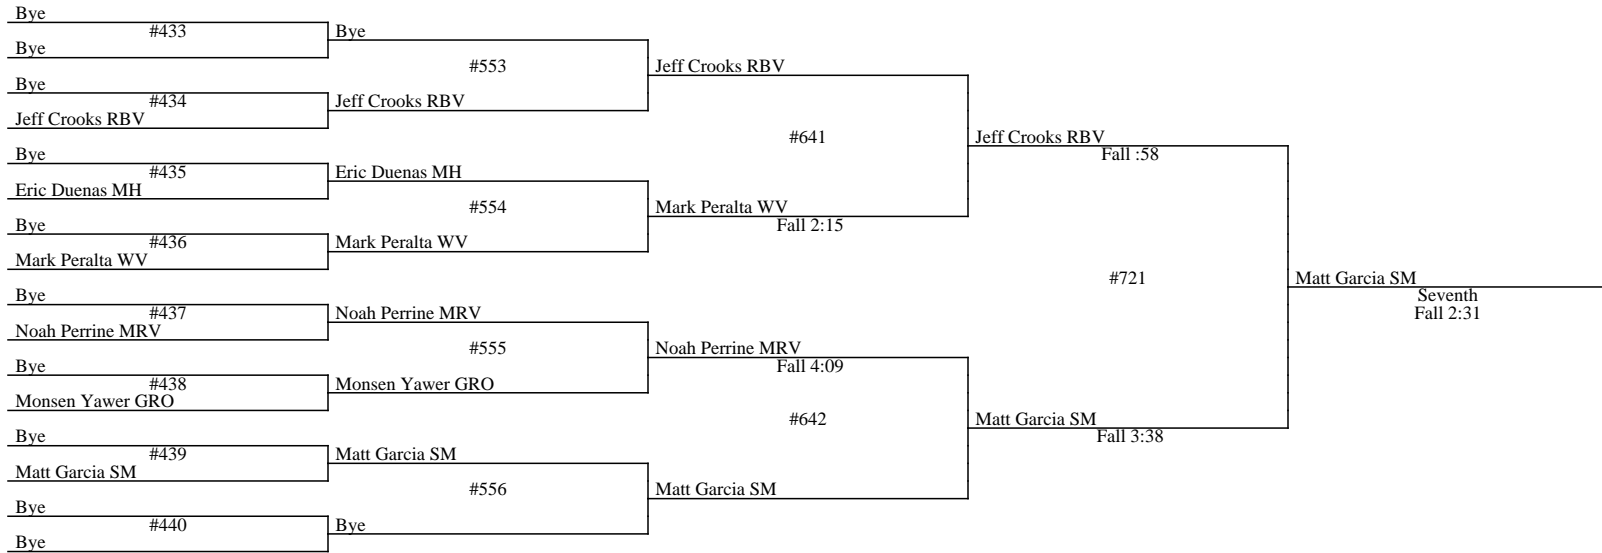 Bye
#433
Bye
Bye
#553
Bye
#434
Jeff Crooks RBV
Jeff Crooks RBV
Jeff Crooks RBV
#641
Bye
#435
Eric Duenas MH
Eric Duenas MH
#554
Bye
#436
Mark Peralta WV
Mark Peralta WV
Mark Peralta WV
Fall 2:15
Jeff Crooks RBV
Fall :58
#721
Bye
#437
Noah Perrine MRV
Noah Perrine MRV
#555
Bye
#438
Monsen Yawer GRO
Monsen Yawer GRO
Noah Perrine MRV
Fall 4:09
#642
Bye
#439
Matt Garcia SM
Matt Garcia SM
#556
Bye
#440
Bye
Bye
Matt Garcia SM
Matt Garcia SM
Fall 3:38
Matt Garcia SM
Seventh
Fall 2:31